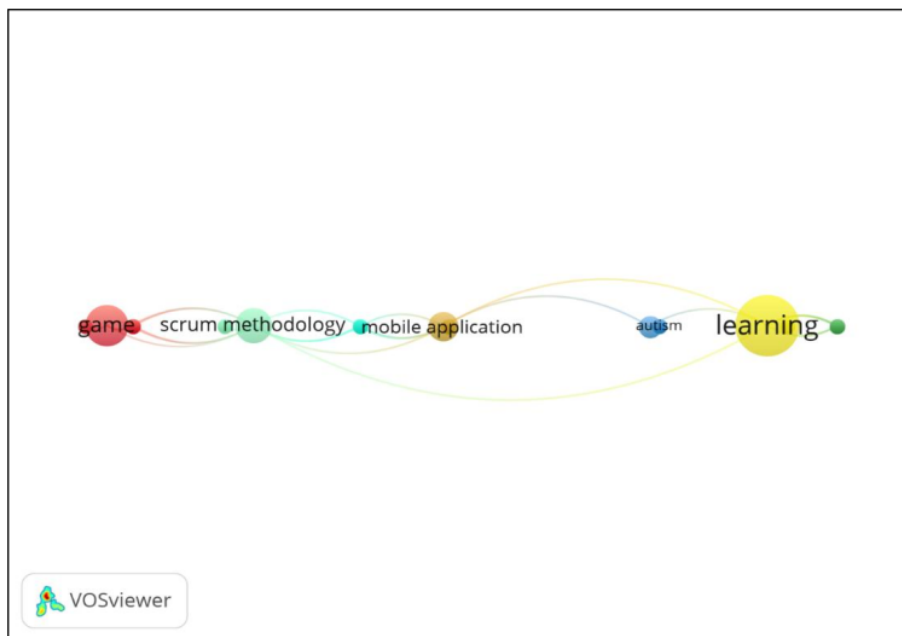 game
scrum methodology
mobile application
autism
learning
VOSviewer